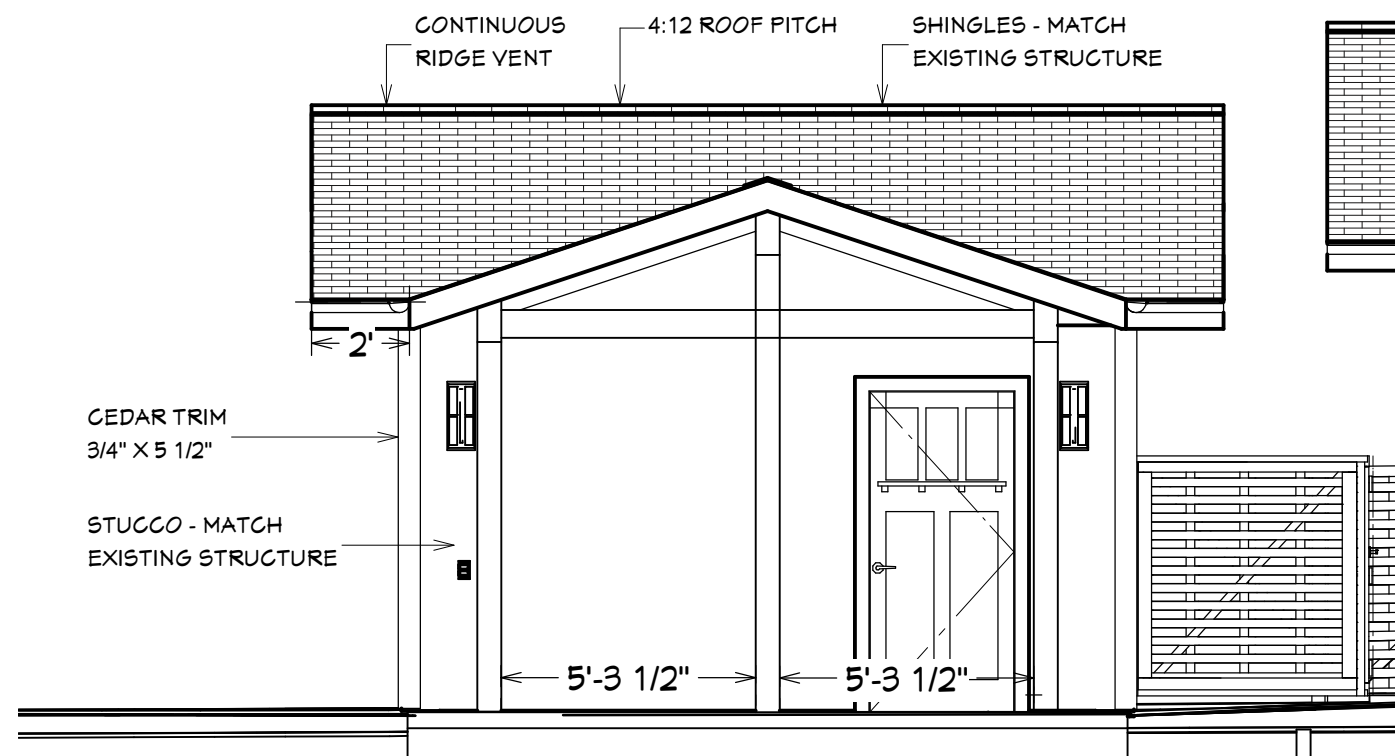 CONTINUOUS
RIDGE VENT
4:12 ROOF PITCH
SHINGLES - MATCH
EXISTING STRUCTURE
2'
CEDAR TRIM
3/4" X 5 1/2"
STUCCO - MATCH
EXISTING STRUCTURE
5'-3 1/2"
5'-3 1/2"